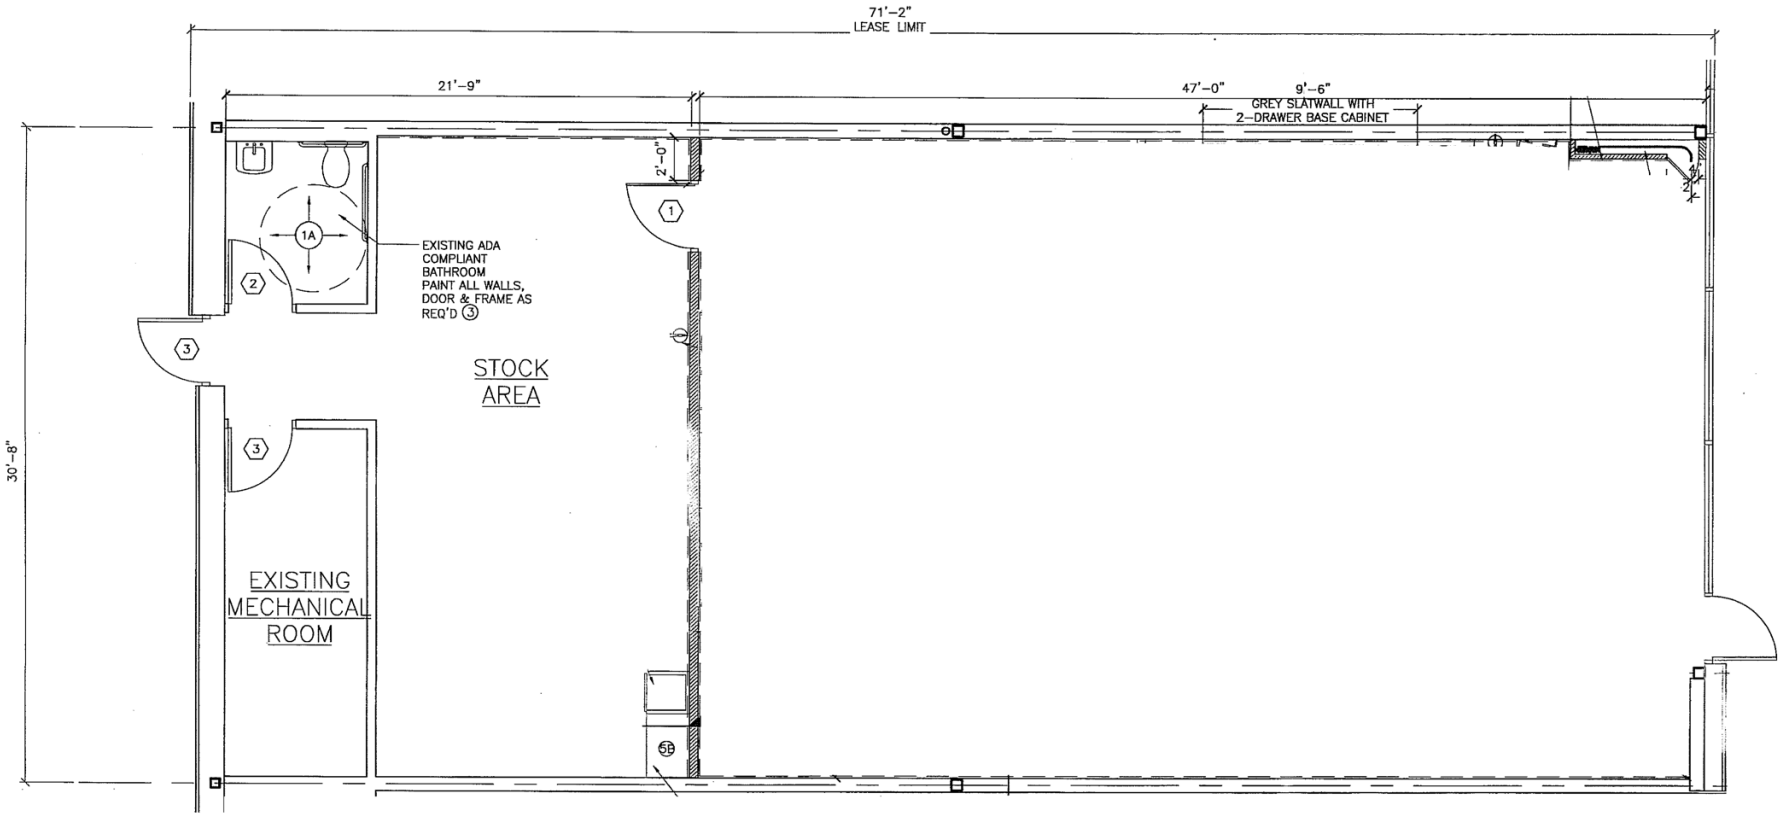 71'-2"
LEASE LIMIT
21'-9"
47'-0"
9'-6"
GREY SLATWALL WITH
2-DRAWER BASE CABINET
2'-0"
4'
2'
1
1A
EXISTING ADA
COMPLIANT
BATHROOM
PAINT ALL WALLS,
DOOR & FRAME AS
REQ'D 3
2
3
STOCK
AREA
3
30'-8"
EXISTING
MECHANICAL
ROOM
5B